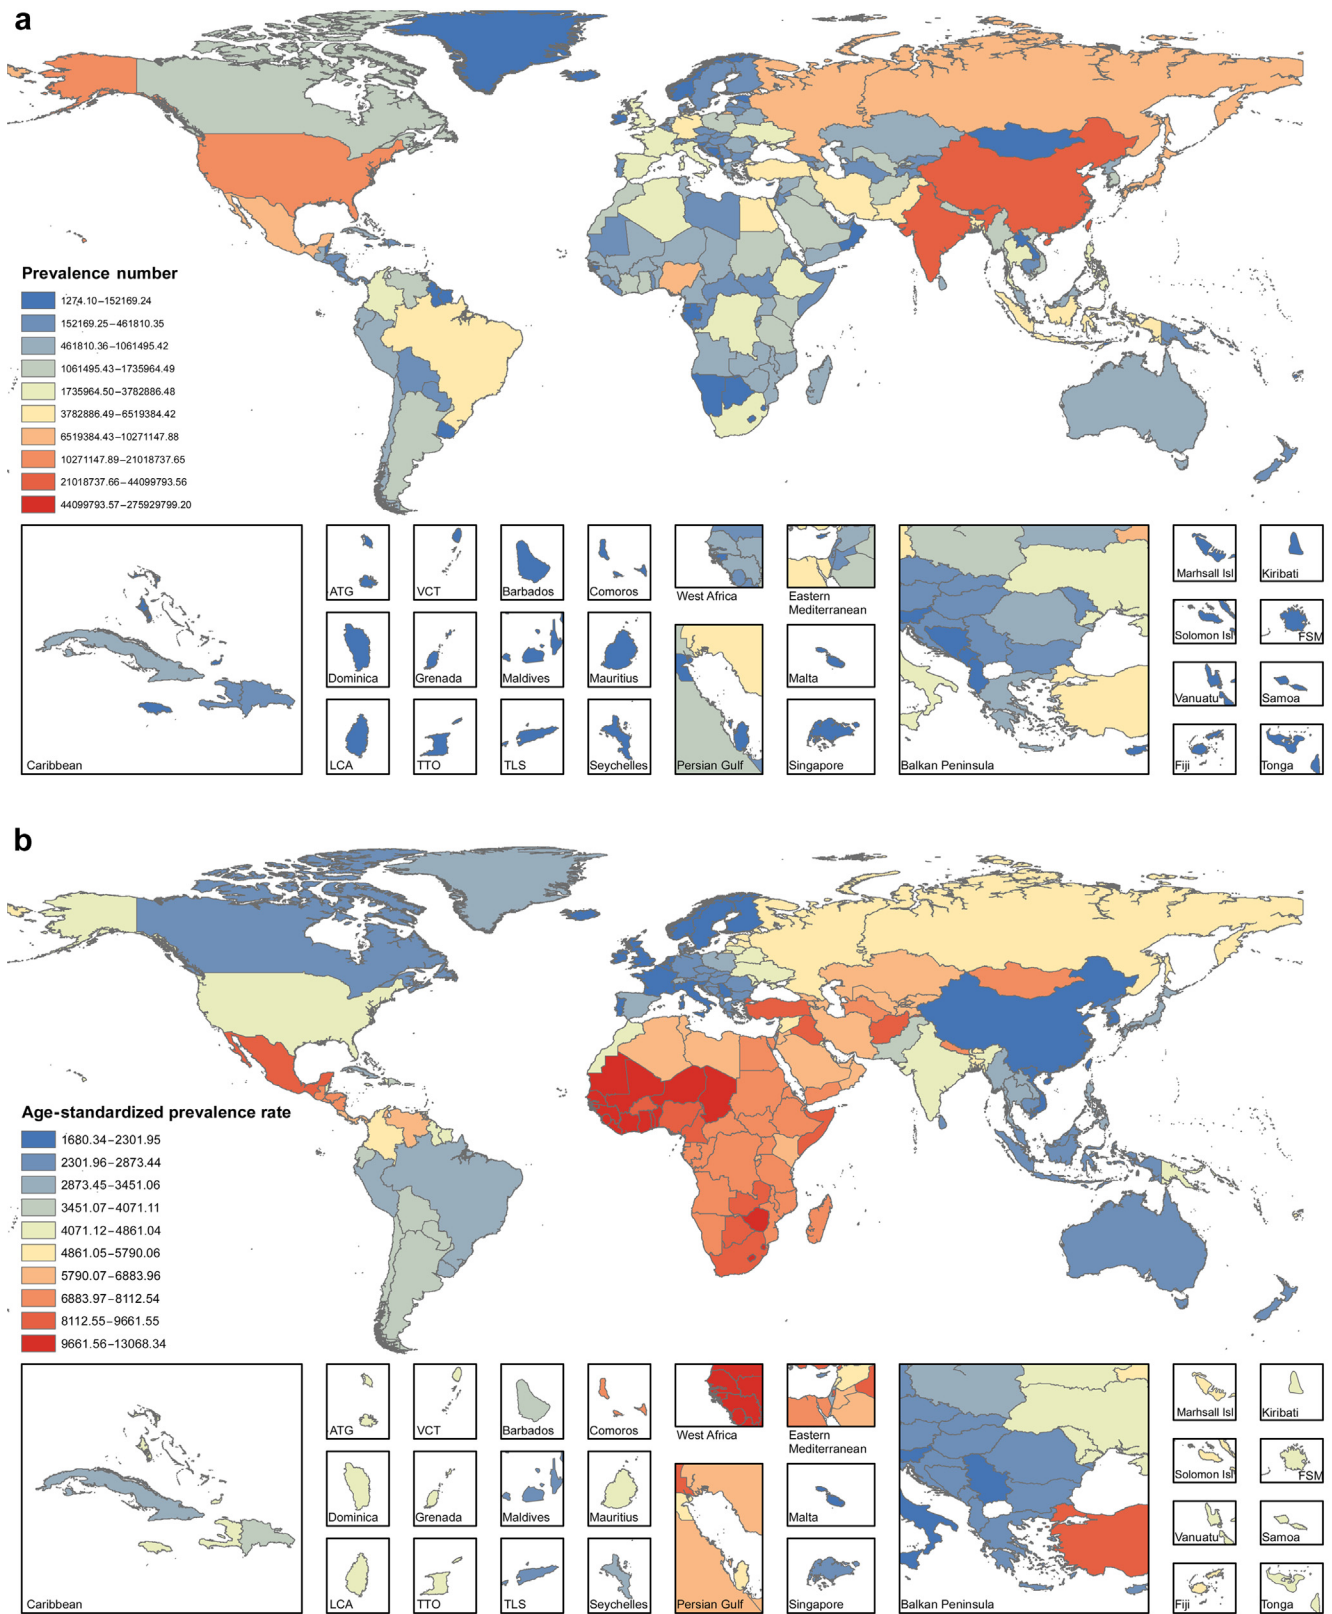 a
Prevalence number
1274.10–152169.24
152169.25–461810.35
461810.36–1061495.42
1061495.43–1735964.49
1735964.50–3782886.48
3782886.49–6519384.42
6519384.43–10271147.88
10271147.89–21018737.65
21018737.66–44099793.56
44099793.57–275929799.20
Caribbean
ATG
VCT
Barbados
Comoros
Dominica
Grenada
Maldives
Mauritius
LCA
TTO
TLS
Seychelles
West Africa
Eastern
Mediterranean
Persian Gulf
Malta
Singapore
Balkan Peninsula
Marhsall Isl
Kiribati
Solomon Isl
FSM
Vanuatu
Samoa
Fiji
Tonga
b
Age-standardized prevalence rate
1680.34–2301.95
2301.96–2873.44
2873.45–3451.06
3451.07–4071.11
4071.12–4861.04
4861.05–5790.06
5790.07–6883.96
6883.97–8112.54
8112.55–9661.55
9661.56–13068.34
Caribbean
ATG
VCT
Barbados
Comoros
Dominica
Grenada
Maldives
Mauritius
LCA
TTO
TLS
Seychelles
West Africa
Eastern
Mediterranean
Persian Gulf
Malta
Singapore
Balkan Peninsula
Marhsall Isl
Kiribati
Solomon Isl
FSM
Vanuatu
Samoa
Fiji
Tonga